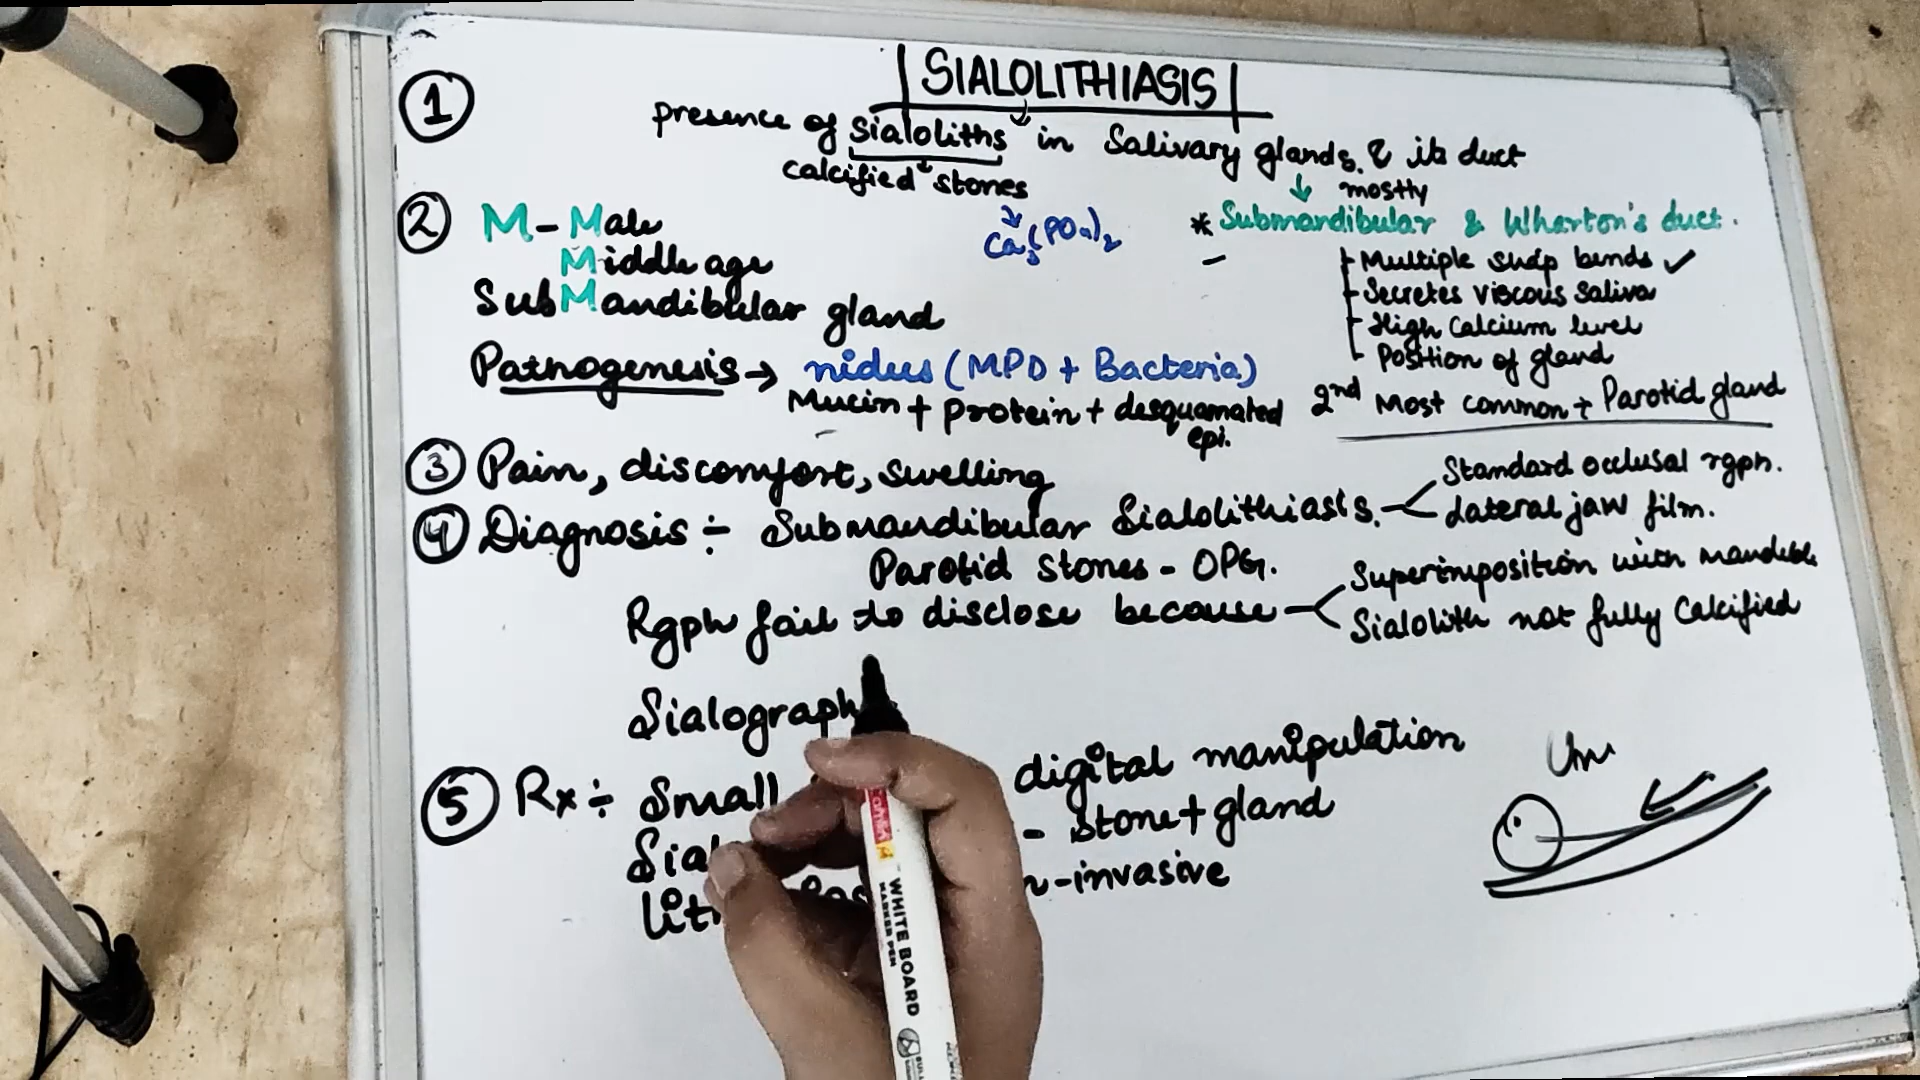 SIALOLITHIASIS
1 presence of sialoliths in Salivary glands & its duct
calcified stones
Ca3(PO4)2
mostly
* Submandibular & Wharton's duct.
- Multiple sharp bends ✓
- Secretes viscous saliva
- High Calcium level
- Position of gland
2nd Most common ÷ Parotid gland
2 M - Male
Middle age
SubMandibular gland
Pathogenesis → nidus (MPD + Bacteria)
Mucin + protein + desquamated
epi.
3 Pain, discomfort, swelling
4 Diagnosis ÷ Submandibular Sialolithiasis.
Standard occlusal rgph.
Lateral jaw film.
Parotid stones - OPG.
Rgph fail to disclose because
Superimposition with mandible
Sialolith not fully Calcified
Sialograph
5 Rx ÷ Small digital manipulation
- Stone + gland
-invasive
WHITE BOARD
MARKER PEN